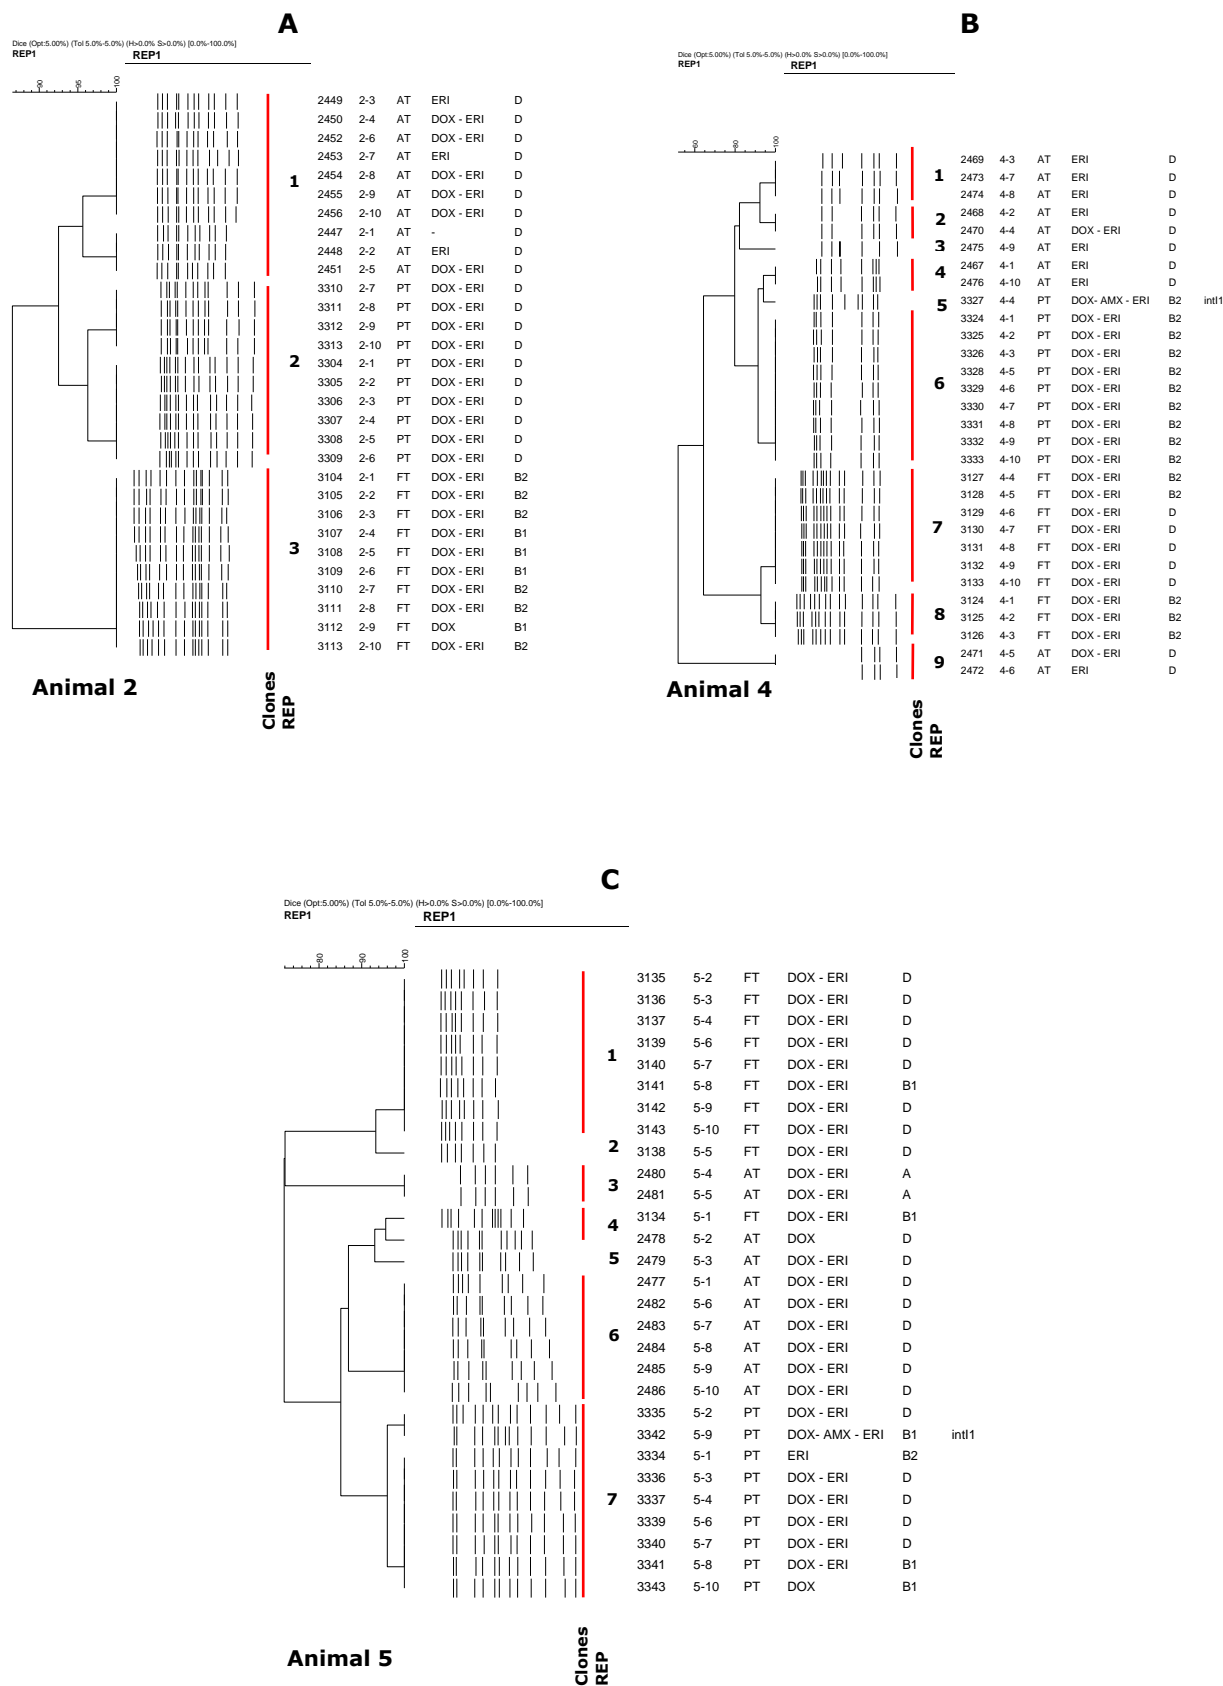 A
Dice (Opt:5.00%) (Tol 5.0%-5.0%) (H>0.0% S>0.0%) [0.0%-100.0%]
REP1 REP1
90 95 100
2449 2-3 AT ERI D
2450 2-4 AT DOX - ERI D
2452 2-6 AT DOX - ERI D
2453 2-7 AT ERI D
1 2454 2-8 AT DOX - ERI D
2455 2-9 AT DOX - ERI D
2456 2-10 AT DOX - ERI D
2447 2-1 AT - D
2448 2-2 AT ERI D
2451 2-5 AT DOX - ERI D
3310 2-7 PT DOX - ERI D
3311 2-8 PT DOX - ERI D
3312 2-9 PT DOX - ERI D
3313 2-10 PT DOX - ERI D
2 3304 2-1 PT DOX - ERI D
3305 2-2 PT DOX - ERI D
3306 2-3 PT DOX - ERI D
3307 2-4 PT DOX - ERI D
3308 2-5 PT DOX - ERI D
3309 2-6 PT DOX - ERI D
3104 2-1 FT DOX - ERI B2
3105 2-2 FT DOX - ERI B2
3106 2-3 FT DOX - ERI B2
3107 2-4 FT DOX - ERI B1
3 3108 2-5 FT DOX - ERI B1
3109 2-6 FT DOX - ERI B1
3110 2-7 FT DOX - ERI B2
3111 2-8 FT DOX - ERI B2
3112 2-9 FT DOX B1
3113 2-10 FT DOX - ERI B2
Animal 2
Clones
REP
B
Dice (Opt:5.00%) (Tol 5.0%-5.0%) (H>0.0% S>0.0%) [0.0%-100.0%]
REP1 REP1
60 80 100
2469 4-3 AT ERI D
1 2473 4-7 AT ERI D
2474 4-8 AT ERI D
2 2468 4-2 AT ERI D
2470 4-4 AT DOX - ERI D
3 2475 4-9 AT ERI D
4 2467 4-1 AT ERI D
2476 4-10 AT ERI D
5 3327 4-4 PT DOX- AMX - ERI B2 intI1
3324 4-1 PT DOX - ERI B2
3325 4-2 PT DOX - ERI B2
3326 4-3 PT DOX - ERI B2
6 3328 4-5 PT DOX - ERI B2
3329 4-6 PT DOX - ERI B2
3330 4-7 PT DOX - ERI B2
3331 4-8 PT DOX - ERI B2
3332 4-9 PT DOX - ERI B2
3333 4-10 PT DOX - ERI B2
3127 4-4 FT DOX - ERI B2
3128 4-5 FT DOX - ERI B2
3129 4-6 FT DOX - ERI D
7 3130 4-7 FT DOX - ERI D
3131 4-8 FT DOX - ERI D
3132 4-9 FT DOX - ERI D
3133 4-10 FT DOX - ERI D
3124 4-1 FT DOX - ERI B2
8 3125 4-2 FT DOX - ERI B2
3126 4-3 FT DOX - ERI B2
9 2471 4-5 AT DOX - ERI D
2472 4-6 AT ERI D
Animal 4
Clones
REP
C
Dice (Opt:5.00%) (Tol 5.0%-5.0%) (H>0.0% S>0.0%) [0.0%-100.0%]
REP1 REP1
80 90 100
3135 5-2 FT DOX - ERI D
3136 5-3 FT DOX - ERI D
3137 5-4 FT DOX - ERI D
3139 5-6 FT DOX - ERI D
1 3140 5-7 FT DOX - ERI D
3141 5-8 FT DOX - ERI B1
3142 5-9 FT DOX - ERI D
3143 5-10 FT DOX - ERI D
2 3138 5-5 FT DOX - ERI D
2480 5-4 AT DOX - ERI A
3 2481 5-5 AT DOX - ERI A
3134 5-1 FT DOX - ERI B1
4 2478 5-2 AT DOX D
5 2479 5-3 AT DOX - ERI D
2477 5-1 AT DOX - ERI D
2482 5-6 AT DOX - ERI D
6 2483 5-7 AT DOX - ERI D
2484 5-8 AT DOX - ERI D
2485 5-9 AT DOX - ERI D
2486 5-10 AT DOX - ERI D
3335 5-2 PT DOX - ERI D
3342 5-9 PT DOX- AMX - ERI B1 intI1
3334 5-1 PT ERI B2
3336 5-3 PT DOX - ERI D
7 3337 5-4 PT DOX - ERI D
3339 5-6 PT DOX - ERI D
3340 5-7 PT DOX - ERI D
3341 5-8 PT DOX - ERI B1
3343 5-10 PT DOX B1
Animal 5
Clones
REP